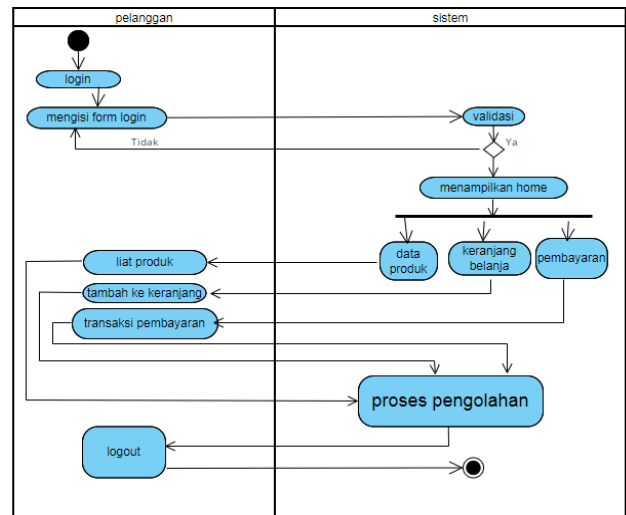 pelanggan
sistem
login
mengisi form login
validasi
Tidak
Ya
menampilkan home
liat produk
data
produk
keranjang
belanja
pembayaran
tambah ke keranjang
transaksi pembayaran
proses pengolahan
logout